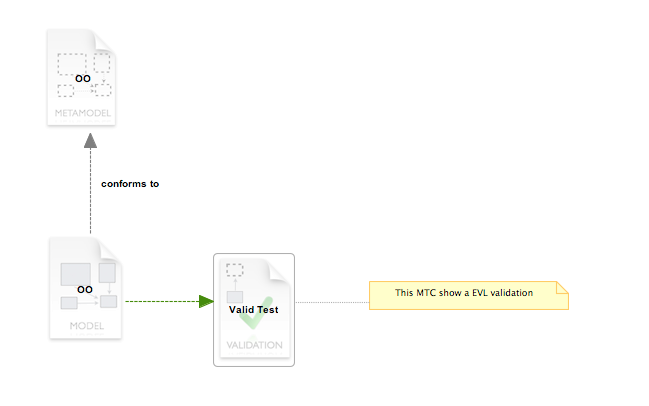 OO
METAMODEL
conforms to
OO
MODEL
Valid Test
VALIDATION
This MTC show a EVL validation